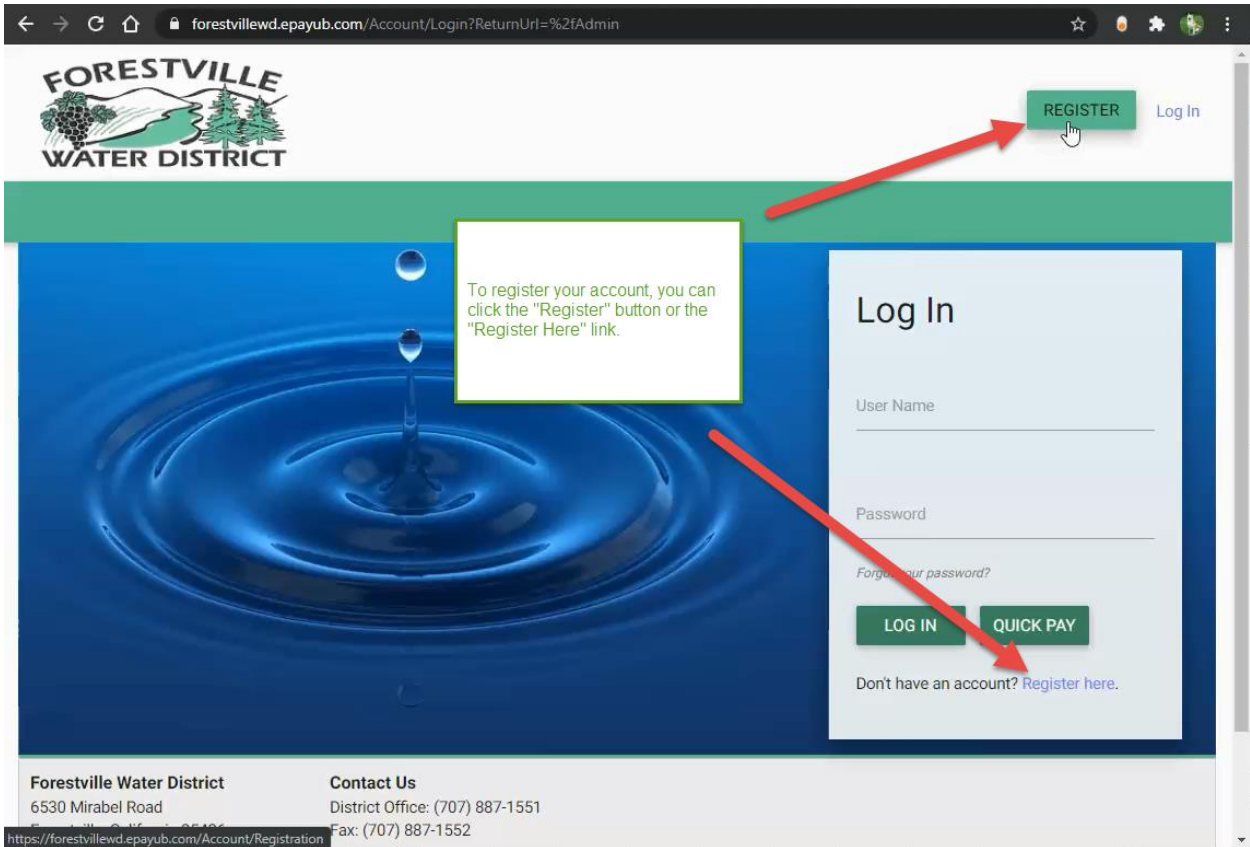 forestvillewd.epayub.com/Account/Login?ReturnUrl=%2fAdmin
FORESTVILLE
WATER DISTRICT
REGISTER
Log In
To register your account, you can
click the "Register" button or the
"Register Here" link.
Log In
User Name
Password
Forgot your password?
LOG IN
QUICK PAY
Don't have an account? Register here.
Forestville Water District
6530 Mirabel Road
Contact Us
District Office: (707) 887-1551
Fax: (707) 887-1552
https://forestvillewd.epayub.com/Account/Registration